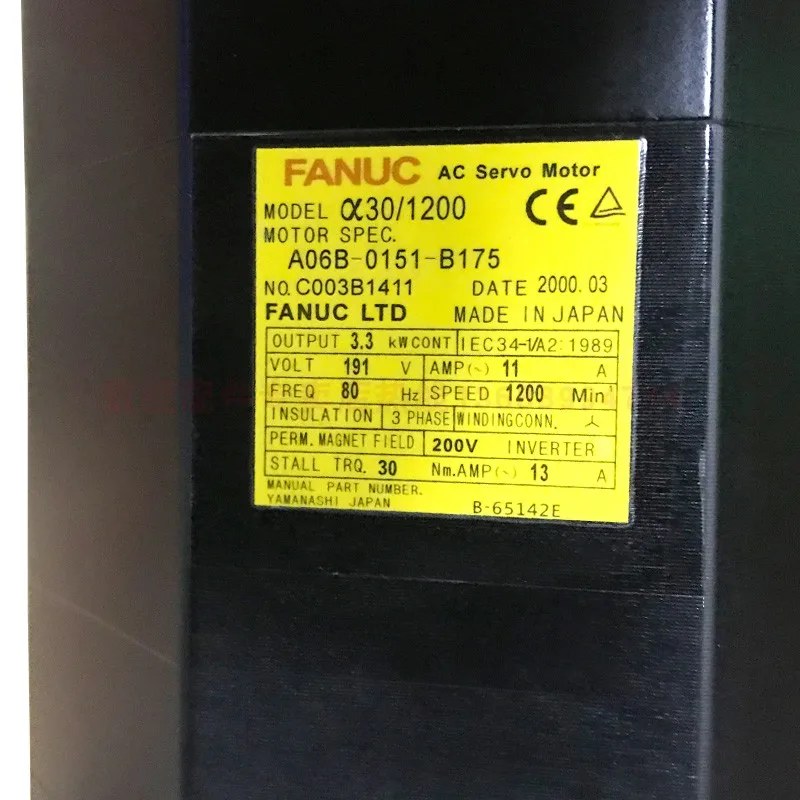 FANUC AC Servo Motor
MODEL α30/1200
MOTOR SPEC.
A06B-0151-B175
NO. C003B1411 DATE 2000.03
FANUC LTD MADE IN JAPAN
OUTPUT 3.3 kW CONT IEC34-1/A2:1989
VOLT 191 V AMP(~) 11 A
FREQ 80 Hz SPEED 1200 Min⁻¹
INSULATION 3 PHASE WINDING CONN.
PERM. MAGNET FIELD 200V INVERTER
STALL TRQ. 30 Nm. AMP(~) 13 A
MANUAL PART NUMBER.
YAMANASHI JAPAN B-65142E